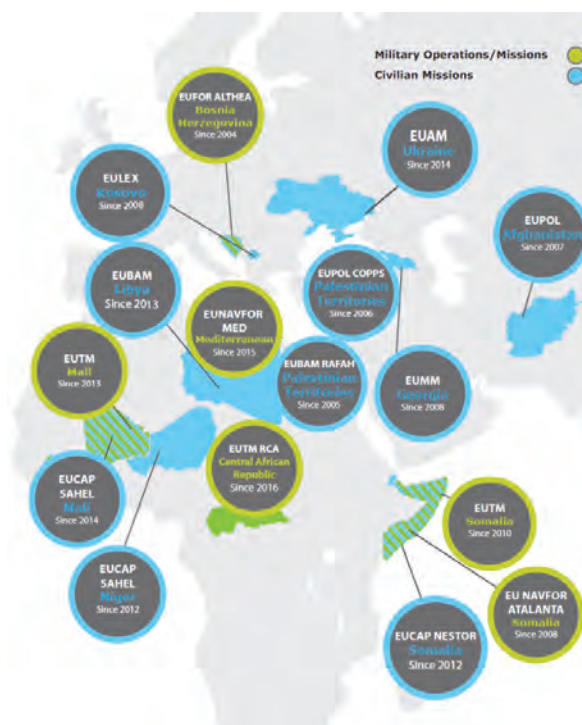 Military Operations/Missions
Civilian Missions
EUFOR ALTHEA
Bosnia
Herzegovina
Since 2004
EUAM
Ukraine
Since 2014
EULEX
Kosovo
Since 2008
EUPOL
Afghanistan
Since 2007
EUBAM
Libya
Since 2013
EUPOL COPPS
Palestinian
Territories
Since 2006
EUNAVFOR
MED
Mediterranean
Since 2015
EUTM
Mali
Since 2013
EUBAM RAFAH
Palestinian
Territories
Since 2005
EUMM
Georgia
Since 2008
EUTM RCA
Central African
Republic
Since 2016
EUCAP
SAHEL
Mali
Since 2014
EUTM
Somalia
Since 2010
EUCAP
SAHEL
Niger
Since 2012
EU NAVFOR
ATALANTA
Somalia
Since 2008
EUCAP NESTOR
Somalia
Since 2012